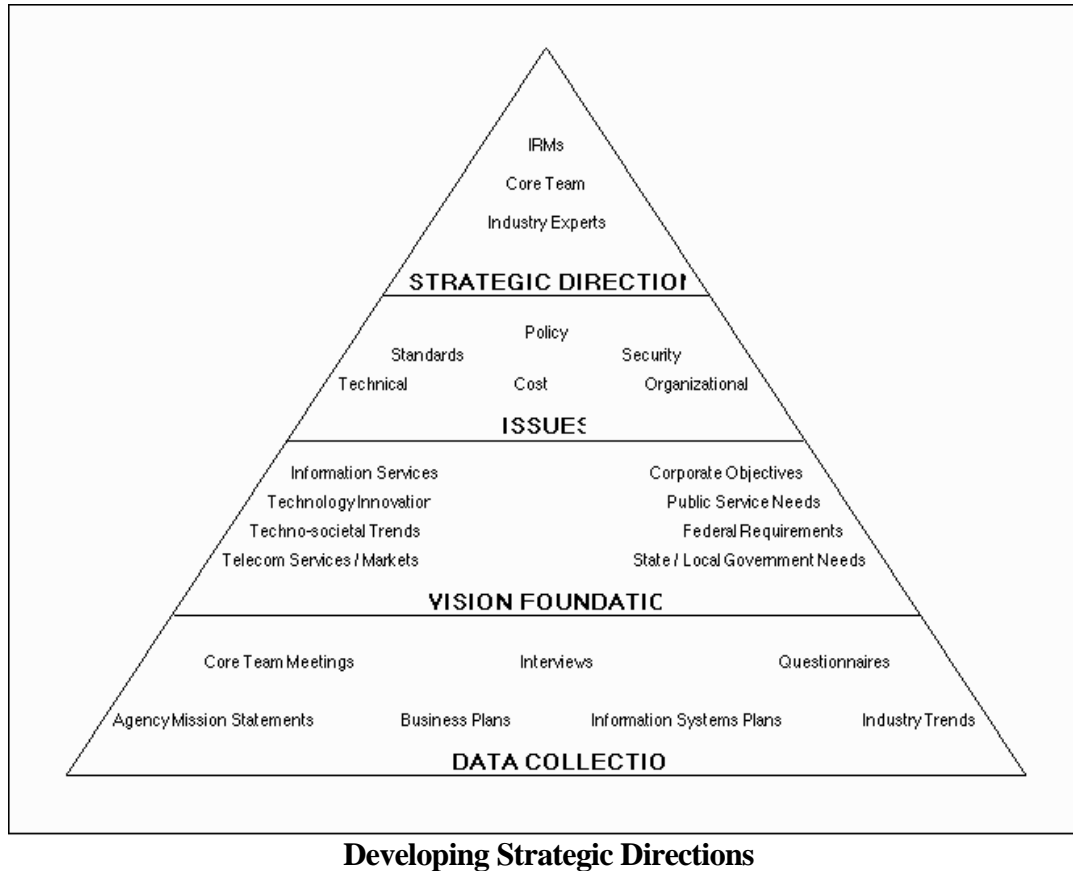 IRMs
Core Team
Industry Experts
STRATEGIC DIRECTION
Policy
Standards Security
Technical Cost Organizational
ISSUES
Information Services Corporate Objectives
Technology Innovation Public Service Needs
Techno-societal Trends Federal Requirements
Telecom Services / Markets State / Local Government Needs
VISION FOUNDATIO
Core Team Meetings Interviews Questionnaires
Agency Mission Statements Business Plans Information Systems Plans Industry Trends
DATA COLLECTIO
Developing Strategic Directions